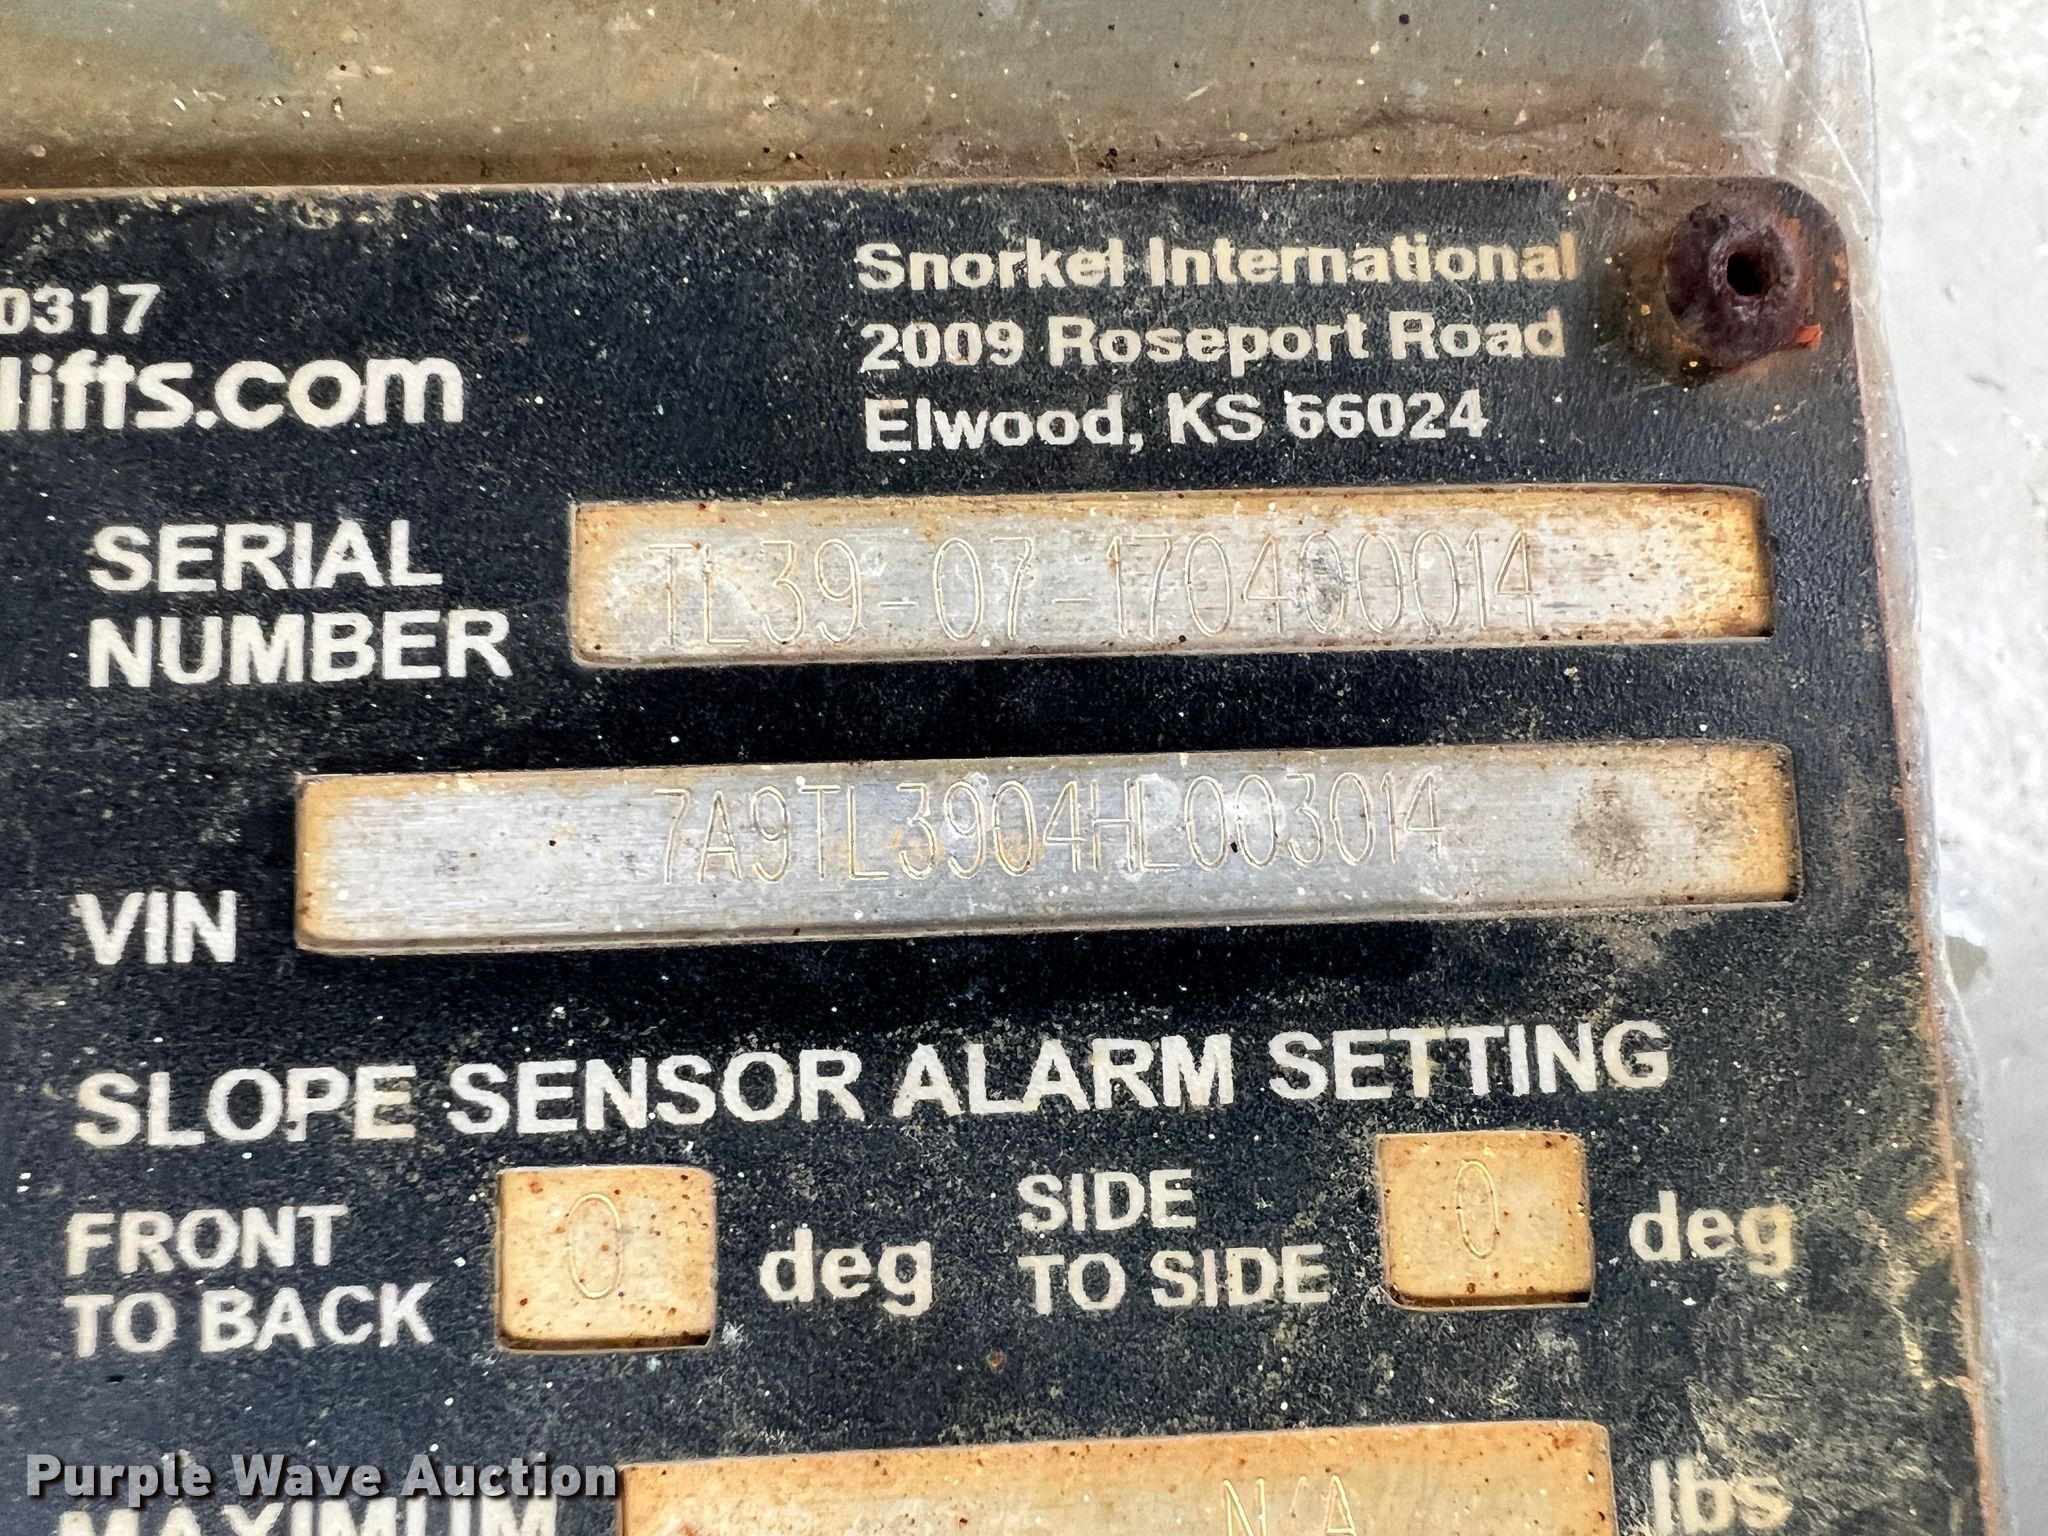 0317
lifts.com
Snorkel International
2009 Roseport Road
Elwood, KS 66024
SERIAL
NUMBER
TL39-07-170400014
VIN
7A9TL3904HL003014
SLOPE SENSOR ALARM SETTING
FRONT
TO BACK
0
deg
SIDE
TO SIDE
0
deg
MAXIMUM
N/A
lbs
Purple Wave Auction